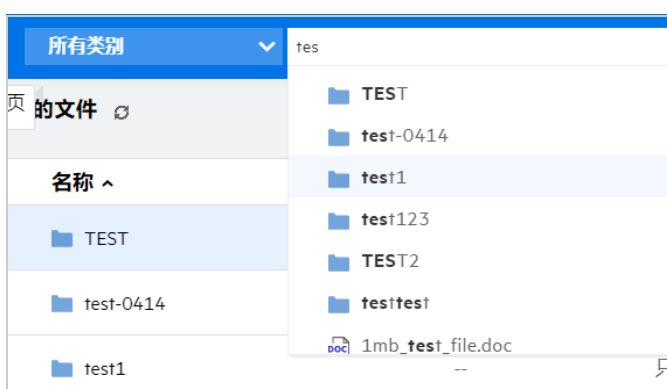 所有类别
tes
页
的文件
名称
TEST
test-0414
test1
TEST
test-0414
test1
test123
TEST2
testtest
1mb_test_file.doc
--